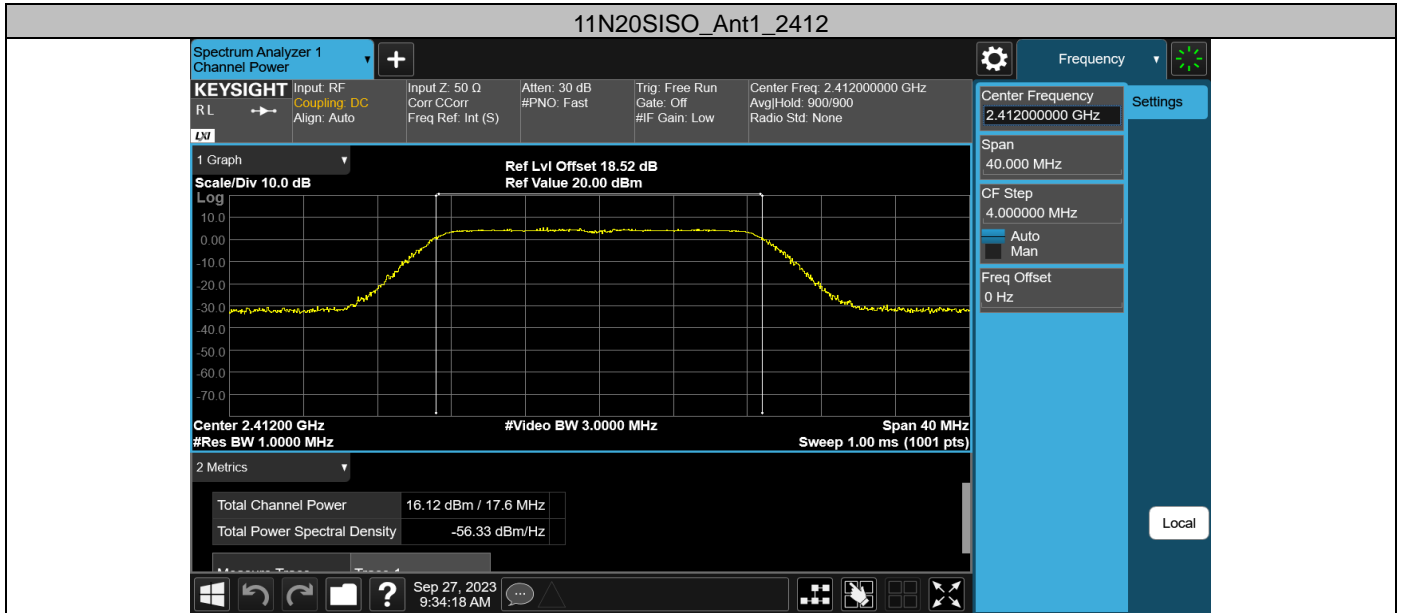 11N20SISO_Ant1_2412
Spectrum Analyzer 1
Channel Power
+
Frequency
KEYSIGHT
R L
LXI
Input: RF
Coupling: DC
Align: Auto
Input Z: 50 Ω
Corr CCorr
Freq Ref: Int (S)
Atten: 30 dB
#PNO: Fast
Trig: Free Run
Gate: Off
#IF Gain: Low
Center Freq: 2.412000000 GHz
Avg|Hold: 900/900
Radio Std: None
Center Frequency
2.412000000 GHz
Settings
Span
40.000 MHz
CF Step
4.000000 MHz
Auto
Man
Freq Offset
0 Hz
Local
1 Graph
Scale/Div 10.0 dB
Ref Lvl Offset 18.52 dB
Ref Value 20.00 dBm
Log
10.0
0.00
-10.0
-20.0
-30.0
-40.0
-50.0
-60.0
-70.0
Center 2.41200 GHz
#Video BW 3.0000 MHz
Span 40 MHz
#Res BW 1.0000 MHz
Sweep 1.00 ms (1001 pts)
2 Metrics
Total Channel Power 16.12 dBm / 17.6 MHz
Total Power Spectral Density -56.33 dBm/Hz
?
Sep 27, 2023
9:34:18 AM